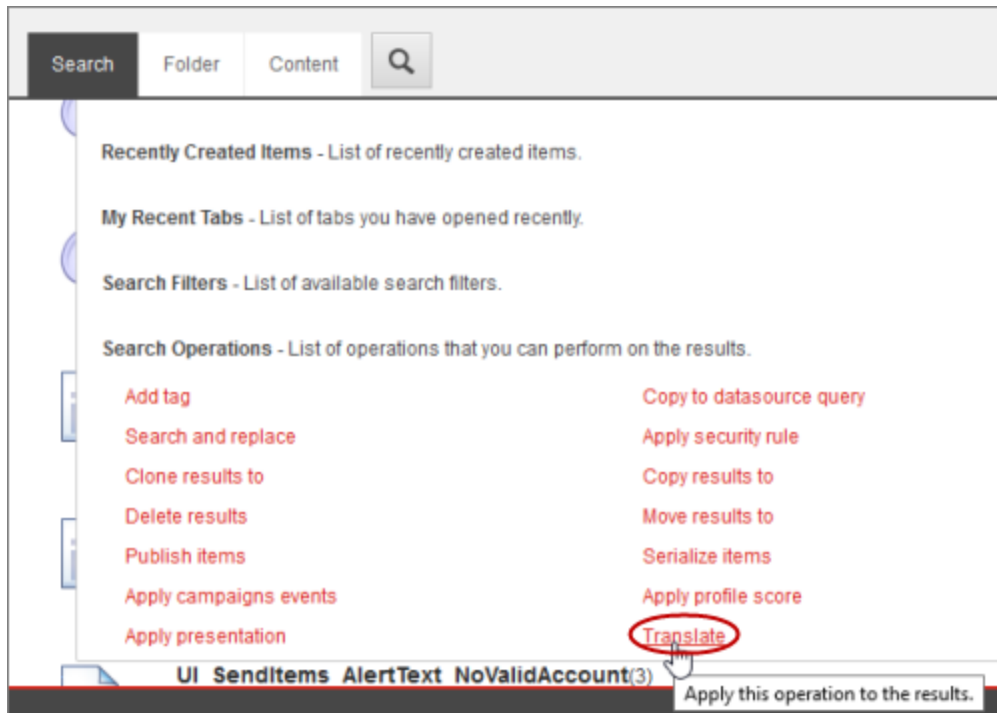 Search Folder Content
Recently Created Items - List of recently created items.
My Recent Tabs - List of tabs you have opened recently.
Search Filters - List of available search filters.
Search Operations - List of operations that you can perform on the results.
Add tag Copy to datasource query
Search and replace Apply security rule
Clone results to Copy results to
Delete results Move results to
Publish items Serialize items
Apply campaigns events Apply profile score
Apply presentation Translate
UI_SendItems_AlertText_NoValidAccount(3)
Apply this operation to the results.